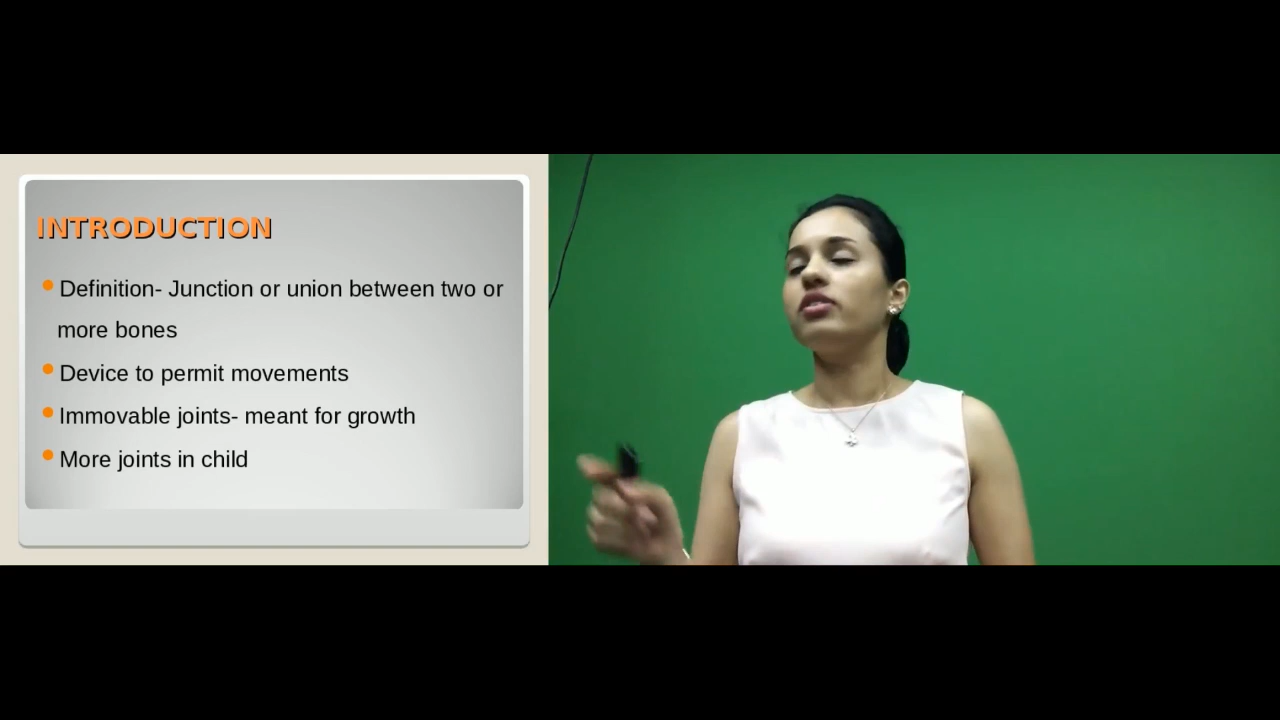 INTRODUCTION
Definition- Junction or union between two or
more bones
Device to permit movements
Immovable joints- meant for growth
More joints in child